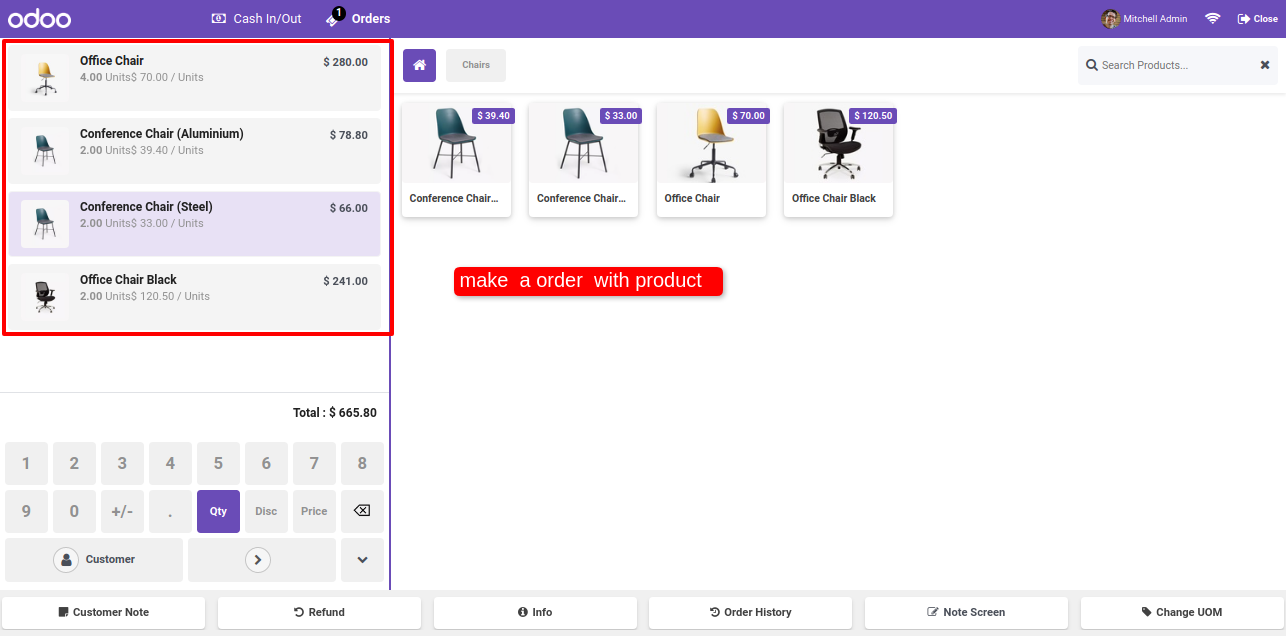 odoo
Cash In/Out
1
Orders
Mitchell Admin
Close
Office Chair
$ 280.00
4.00 Units$ 70.00 / Units
Conference Chair (Aluminium)
$ 78.80
2.00 Units$ 39.40 / Units
Conference Chair (Steel)
$ 66.00
2.00 Units$ 33.00 / Units
Office Chair Black
$ 241.00
2.00 Units$ 120.50 / Units
Total : $ 665.80
1 2 3 4 5 6 7 8
9 0 +/- . Qty Disc Price
Customer
Chairs
Search Products...
$ 39.40
Conference Chair...
$ 33.00
Conference Chair...
$ 70.00
Office Chair
$ 120.50
Office Chair Black
make a order with product
Customer Note
Refund
Info
Order History
Note Screen
Change UOM